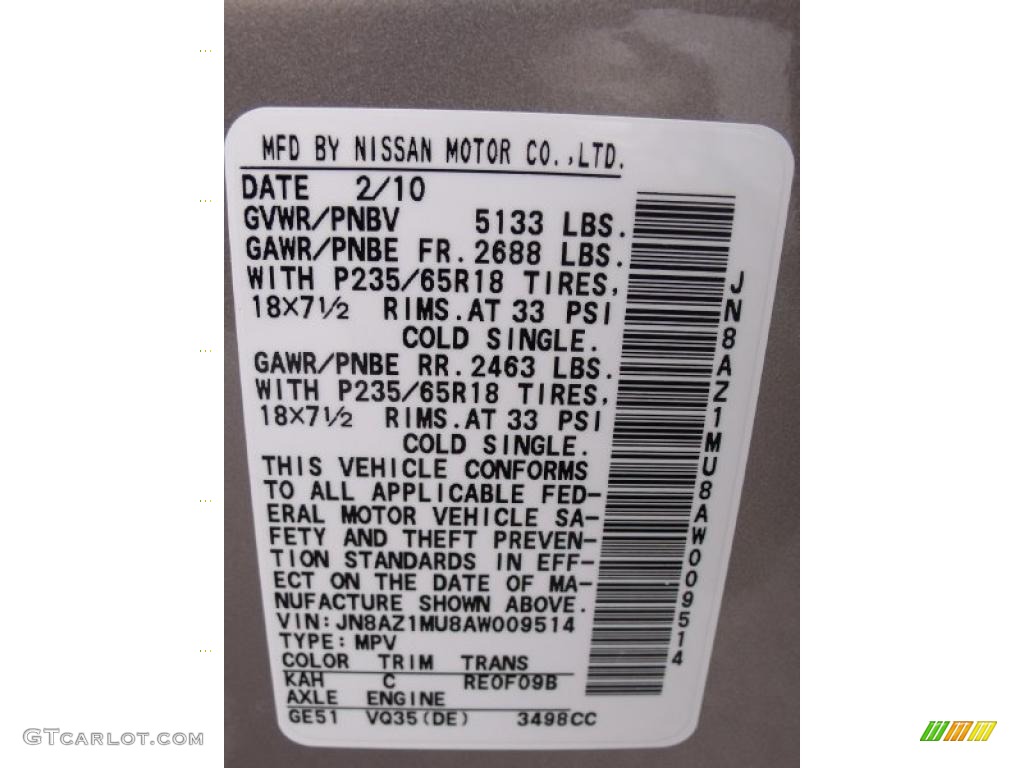 MFD BY NISSAN MOTOR CO.,LTD.
DATE 2/10
GVWR/PNBV 5133 LBS.
GAWR/PNBE FR. 2688 LBS.
WITH P235/65R18 TIRES,
18X7½ RIMS. AT 33 PSI
COLD SINGLE.
GAWR/PNBE RR. 2463 LBS.
WITH P235/65R18 TIRES,
18X7½ RIMS. AT 33 PSI
COLD SINGLE.
THIS VEHICLE CONFORMS
TO ALL APPLICABLE FED-
ERAL MOTOR VEHICLE SA-
FETY AND THEFT PREVEN-
TION STANDARDS IN EFF-
ECT ON THE DATE OF MA-
NUFACTURE SHOWN ABOVE.
VIN: JN8AZ1MU8AW009514
TYPE: MPV
COLOR TRIM TRANS
KAH C RE0F09B
AXLE ENGINE
GE51 VQ35(DE) 3498CC
JN8AZ1MU8AW009514
GTCARLOT.COM